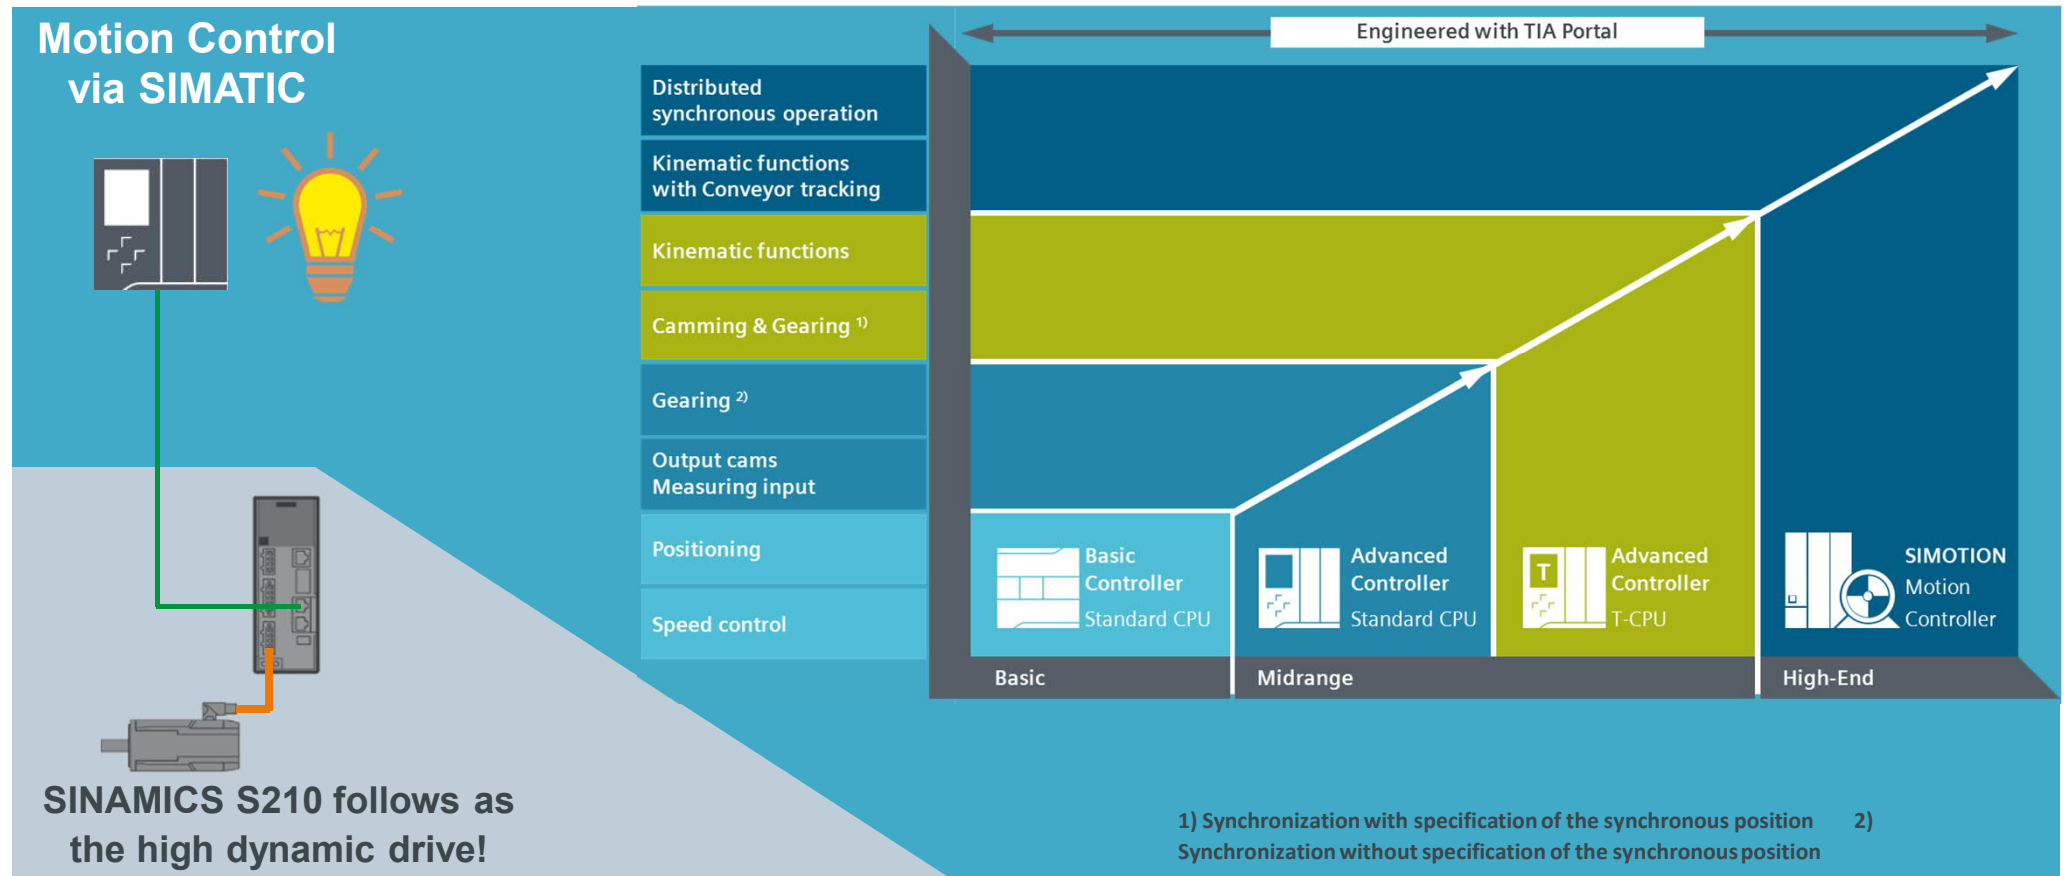 Motion Control
via SIMATIC
SINAMICS S210 follows as
the high dynamic drive!
Engineered with TIA Portal
Distributed
synchronous operation
Kinematic functions
with Conveyor tracking
Kinematic functions
Camming & Gearing 1)
Gearing 2)
Output cams
Measuring input
Positioning
Speed control
Basic
Controller
Standard CPU
Advanced
Controller
Standard CPU
T
Advanced
Controller
T-CPU
SIMOTION
Motion
Controller
Basic
Midrange
High-End
1) Synchronization with specification of the synchronous position 2)
Synchronization without specification of the synchronous position